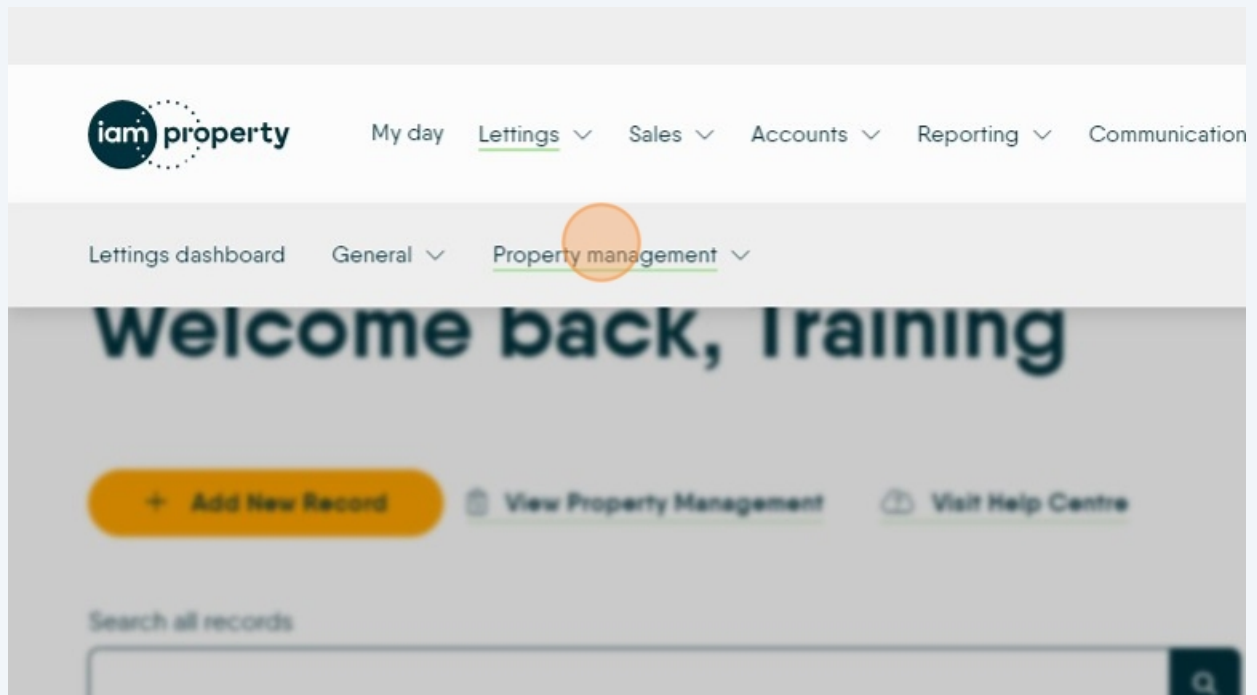 iam property
My day Lettings Sales Accounts Reporting Communication
Lettings dashboard General Property management
Welcome back, Training
+ Add New Record View Property Management Visit Help Centre
Search all records